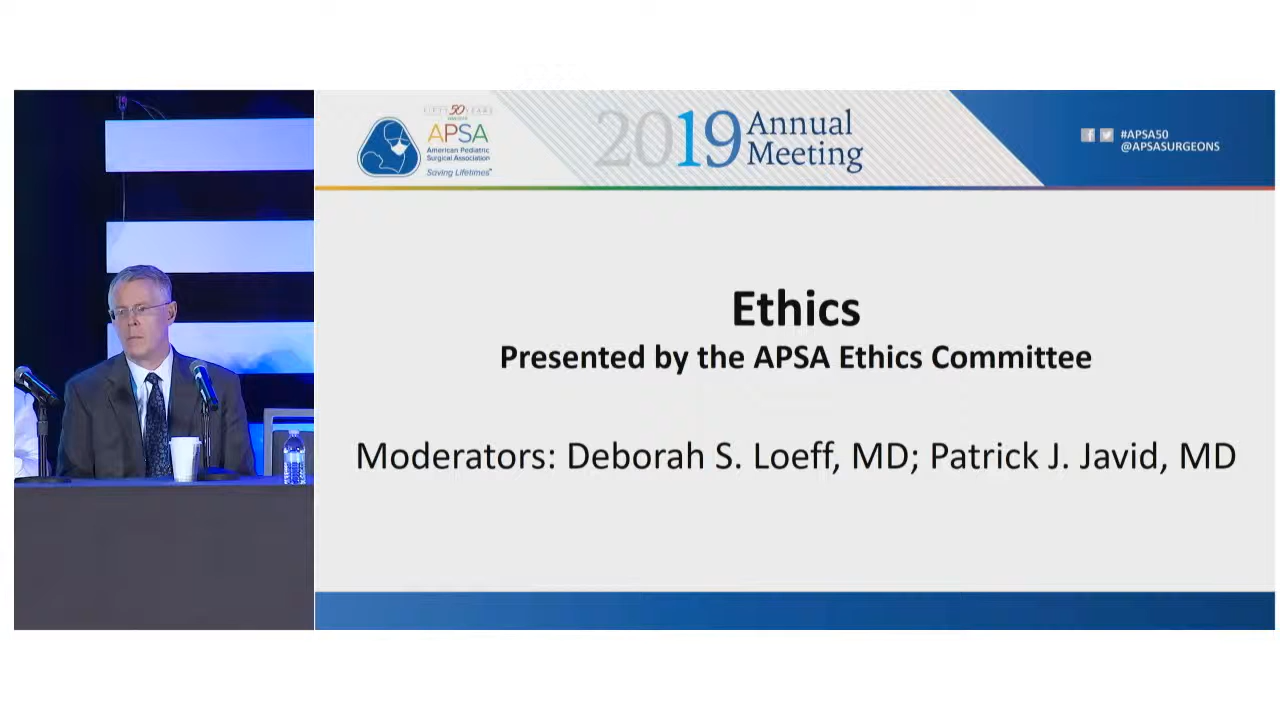 FIFTY 50 YEARS
APSA
American Pediatric
Surgical Association
Saving Lifetimes
2019 Annual
Meeting
#APSA50
@APSASURGEONS
Ethics
Presented by the APSA Ethics Committee
Moderators: Deborah S. Loeff, MD; Patrick J. Javid, MD